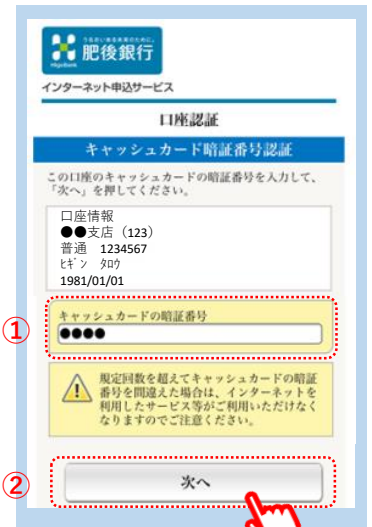 うるおいある未来のために。
肥後銀行
HigoBank
インターネット申込サービス
口座認証
キャッシュカード暗証番号認証
この口座のキャッシュカードの暗証番号を入力して、
「次へ」を押してください。
口座情報
●●支店（123）
普通 1234567
ﾋｷﾞﾝ ﾀﾛｳ
1981/01/01
①
キャッシュカードの暗証番号
●●●●
規定回数を超えてキャッシュカードの暗証
番号を間違えた場合は、インターネットを
利用したサービス等がご利用いただけなく
なりますのでご注意ください。
②
次へ